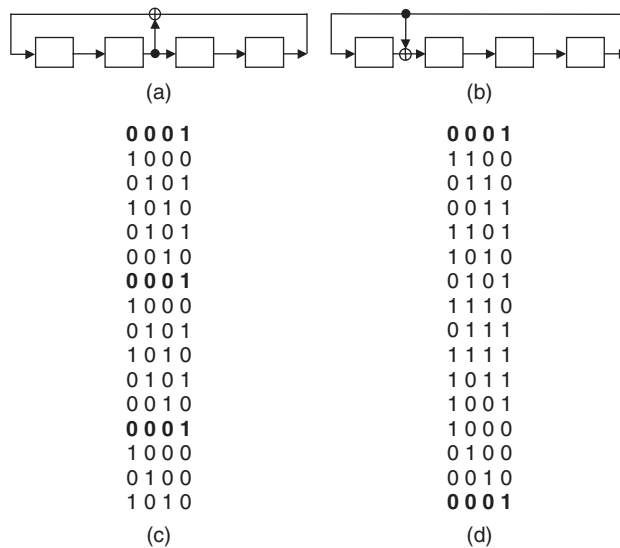 (a) (b)
0 0 0 1 0 0 0 1
1 0 0 0 1 1 0 0
0 1 0 1 0 1 1 0
1 0 1 0 0 0 1 1
0 1 0 1 1 1 0 1
0 0 1 0 1 0 1 0
0 0 0 1 0 1 0 1
1 0 0 0 1 1 1 0
0 1 0 1 0 1 1 1
1 0 1 0 1 1 1 1
0 1 0 1 1 0 1 1
0 0 1 0 1 0 0 1
0 0 0 1 1 0 0 0
1 0 0 0 0 1 0 0
0 1 0 0 0 0 1 0
1 0 1 0 0 0 0 1
(c) (d)